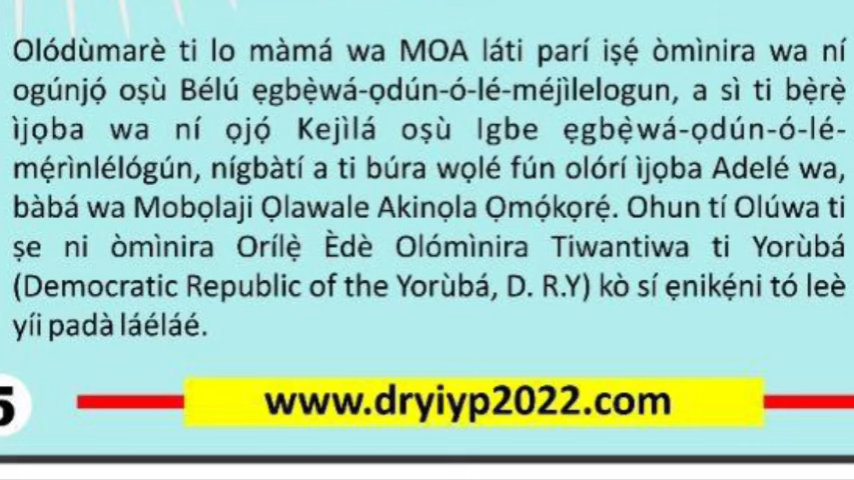 Olódùmarè ti lo màmá wa MOA láti parí iṣẹ́ òmìnira wa ní
ogúnjọ́ oṣù Bélú ẹgbẹ̀wá-ọdún-ó-lé-méjìlelogun, a sì ti bẹ̀rẹ̀
ìjọba wa ní ọjọ́ Kejìlá oṣù Igbe ẹgbẹ̀wá-ọdún-ó-lé-
mẹ́rìnlélógún, nígbàtí a ti búra wọlé fún olórí ìjọba Adelé wa,
bàbá wa Mobọlaji Ọlawale Akinọla Ọmọ́kọrẹ́. Ohun tí Olúwa ti
ṣe ni òmìnira Orílẹ̀ Èdè Olómìnira Tiwantiwa ti Yorùbá
(Democratic Republic of the Yorùbá, D. R.Y) kò sí ẹnikẹ́ni tó leè
yíi padà láéláé.
5
www.dryiyp2022.com